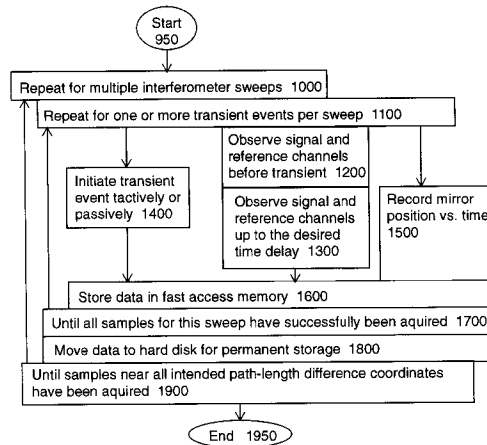 Start
950
Repeat for multiple interferometer sweeps 1000
Repeat for one or more transient events per sweep 1100
Observe signal and
reference channels
before transient 1200
Initiate transient
event tactively or
passively 1400
Observe signal and
reference channels
up to the desired
time delay
1300
Record mirror
position vs. time
1500
Store data in fast access memory 1600
Until all samples for this sweep have successfully been aquired 1700
Move data to hard disk for permanent storage 1800
Until samples near all intended path-length difference coordinates
have been aquired 1900
End 1950